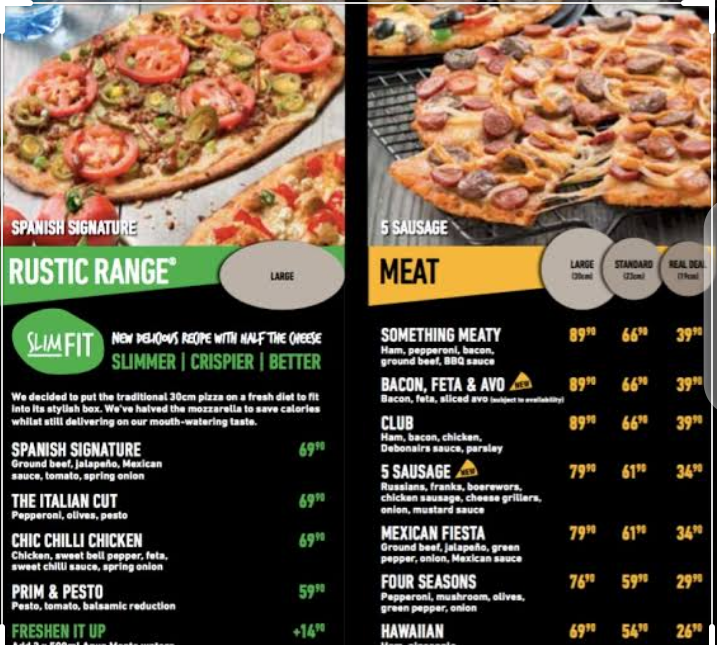 SPANISH SIGNATURE
RUSTIC RANGE®
LARGE
SLIMFIT
NEW DELICIOUS RECIPE WITH HALF THE CHEESE
SLIMMER | CRISPIER | BETTER
We decided to put the traditional 30cm pizza on a fresh diet to fit
into its stylish box. We've halved the mozzarella to save calories
whilst still delivering on our mouth-watering taste.
SPANISH SIGNATURE 69⁹⁰
Ground beef, jalapeño, Mexican
sauce, tomato, spring onion
THE ITALIAN CUT 69⁹⁰
Pepperoni, olives, pesto
CHIC CHILLI CHICKEN 69⁹⁰
Chicken, sweet bell pepper, feta,
sweet chilli sauce, spring onion
PRIM & PESTO 59⁹⁰
Pesto, tomato, balsamic reduction
FRESHEN IT UP +14⁹⁰
5 SAUSAGE
MEAT
LARGE STANDARD REAL DEAL
(30cm) (23cm) (19cm)
SOMETHING MEATY 89⁹⁰ 66⁹⁰ 39⁹⁰
Ham, pepperoni, bacon,
ground beef, BBQ sauce
BACON, FETA & AVO NEW 89⁹⁰ 66⁹⁰ 39⁹⁰
Bacon, feta, sliced avo (subject to availability)
CLUB 89⁹⁰ 66⁹⁰ 39⁹⁰
Ham, bacon, chicken,
Debonairs sauce, parsley
5 SAUSAGE NEW 79⁹⁰ 61⁹⁰ 34⁹⁰
Russians, franks, boerewors,
chicken sausage, cheese grillers,
onion, mustard sauce
MEXICAN FIESTA 79⁹⁰ 61⁹⁰ 34⁹⁰
Ground beef, jalapeño, green
pepper, onion, Mexican sauce
FOUR SEASONS 76⁹⁰ 59⁹⁰ 29⁹⁰
Pepperoni, mushroom, olives,
green pepper, onion
HAWAIIAN 69⁹⁰ 54⁹⁰ 26⁹⁰